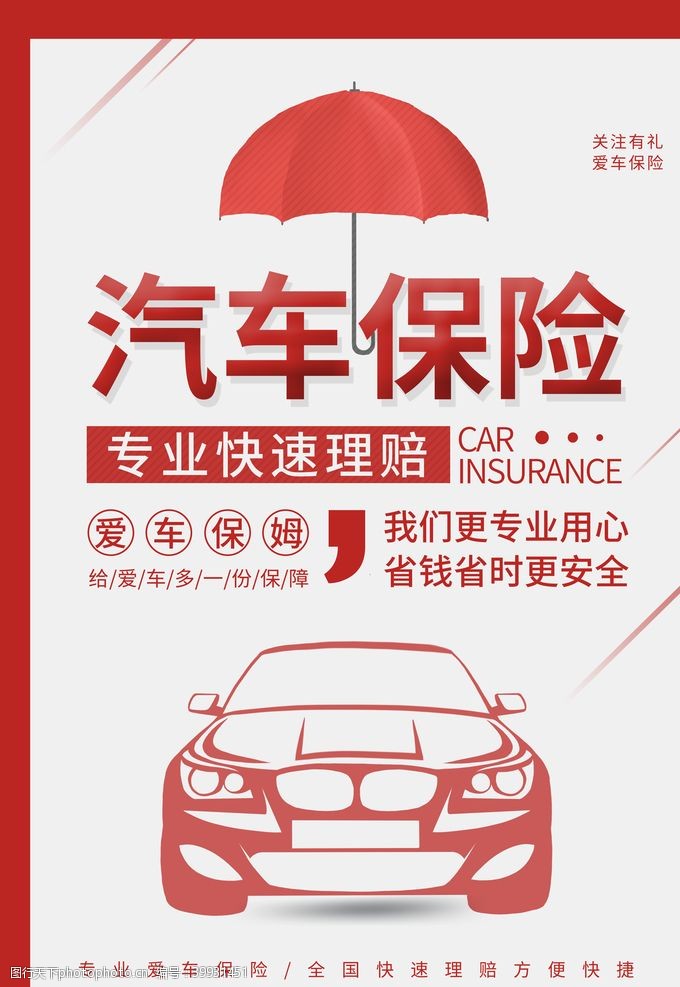 关注有礼
爱车保险
汽车保险
专业快速理赔
CAR
INSURANCE
爱车保姆
给/爱/车/多/一/份/保/障
我们更专业用心
省钱省时更安全
专业爱车保险/全国快速理赔方便快捷